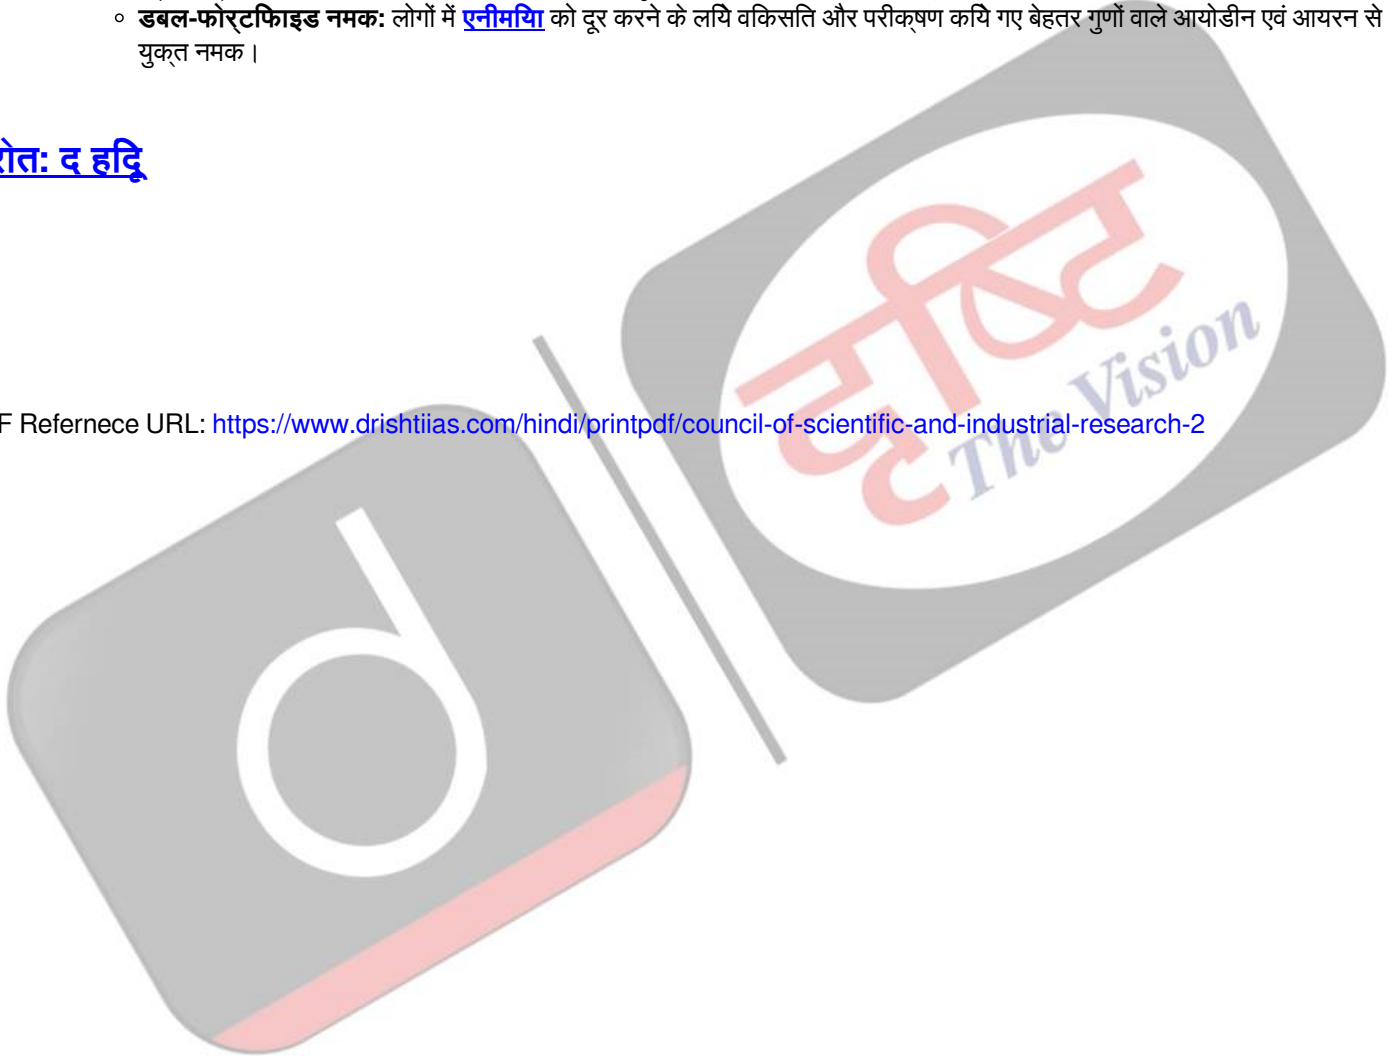 डबल-फोर्टिफाइड नमक: लोगों में एनीमिया को दूर करने के लिये विकसित और परीक्षण किये गए बेहतर गुणों वाले आयोडीन एवं आयरन से
युक्त नमक।
रोत: द हिंदू
F Refernece URL: https://www.drishtiias.com/hindi/printpdf/council-of-scientific-and-industrial-research-2
दृष्टि
The Vision
d